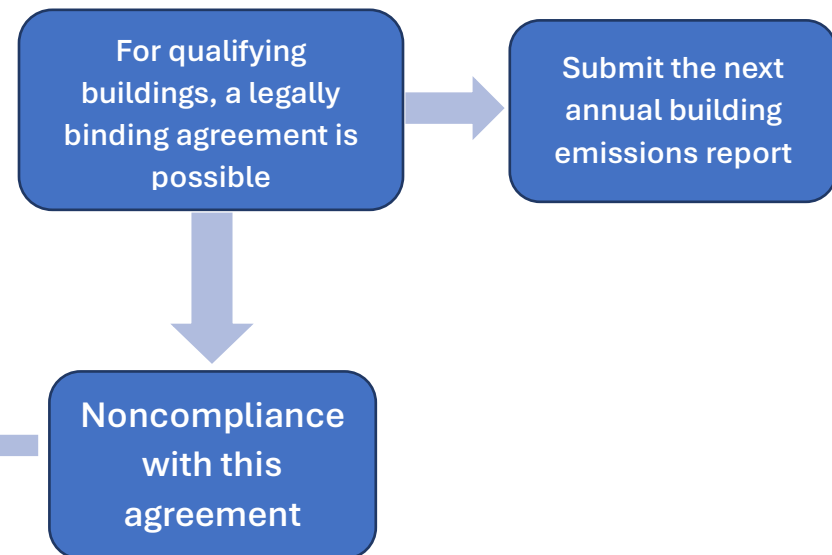 For qualifying
buildings, a legally
binding agreement is
possible
Submit the next
annual building
emissions report
Noncompliance
with this
agreement